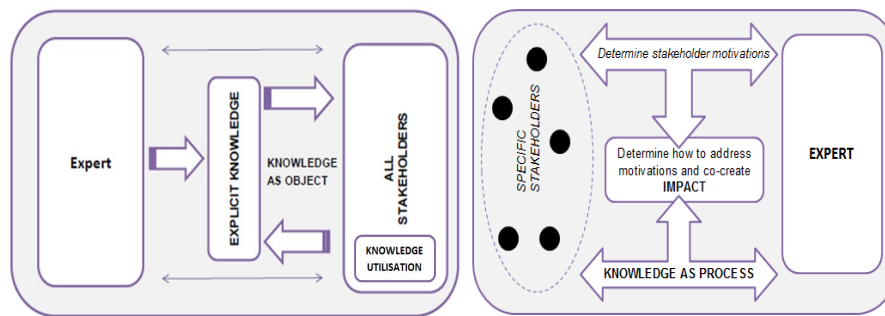 Expert
EXPLICIT KNOWLEDGE
KNOWLEDGE
AS OBJECT
ALL
STAKEHOLDERS
KNOWLEDGE
UTILISATION
SPECIFIC
STAKEHOLDERS
Determine stakeholder motivations
Determine how to address
motivations and co-create
IMPACT
KNOWLEDGE AS PROCESS
EXPERT